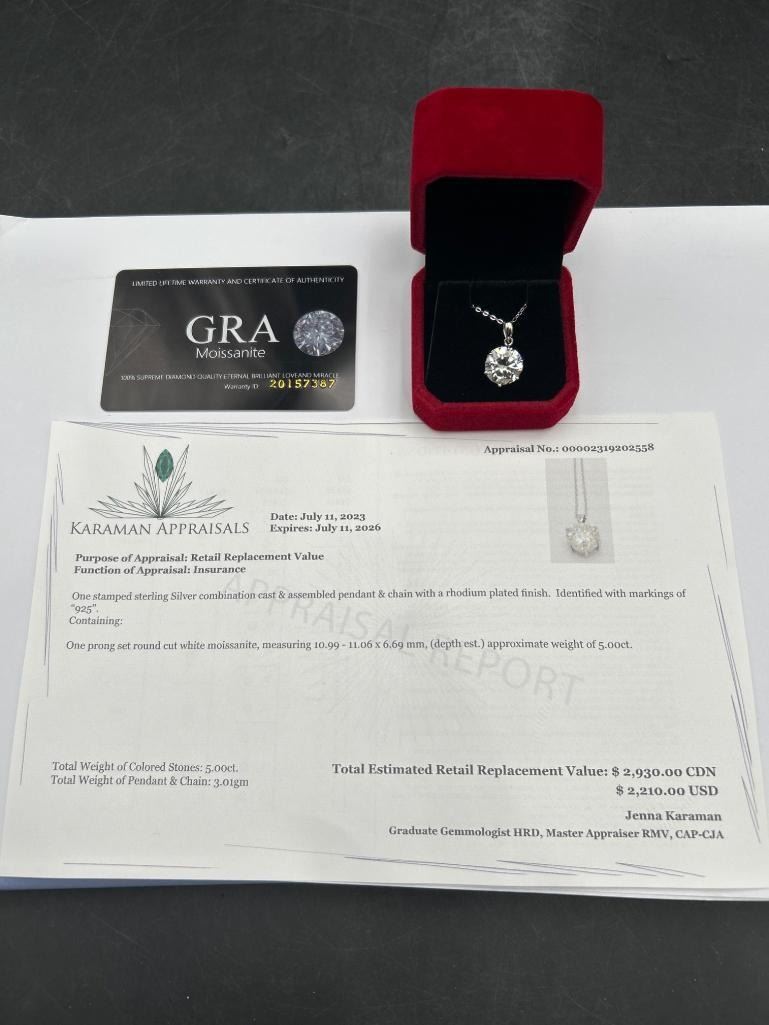 LIMITED LIFETIME WARRANTY AND CERTIFICATE OF AUTHENTICITY
GRA
Moissanite
100% SUPREME DIAMOND QUALITY ETERNAL BRILLIANT LOVEAND MIRACLE
Warranty ID: 20157387
Appraisal No.: 00002319202558
KARAMAN APPRAISALS
Date: July 11, 2023
Expires: July 11, 2026
Purpose of Appraisal: Retail Replacement Value
Function of Appraisal: Insurance
One stamped sterling Silver combination cast & assembled pendant & chain with a rhodium plated finish. Identified with markings of
"925".
Containing:
One prong set round cut white moissanite, measuring 10.99 - 11.06 x 6.69 mm, (depth est.) approximate weight of 5.00ct.
APPRAISAL REPORT
Total Weight of Colored Stones: 5.00ct.
Total Weight of Pendant & Chain: 3.01gm
Total Estimated Retail Replacement Value: $ 2,930.00 CDN
$ 2,210.00 USD
Jenna Karaman
Graduate Gemmologist HRD, Master Appraiser RMV, CAP-CJA